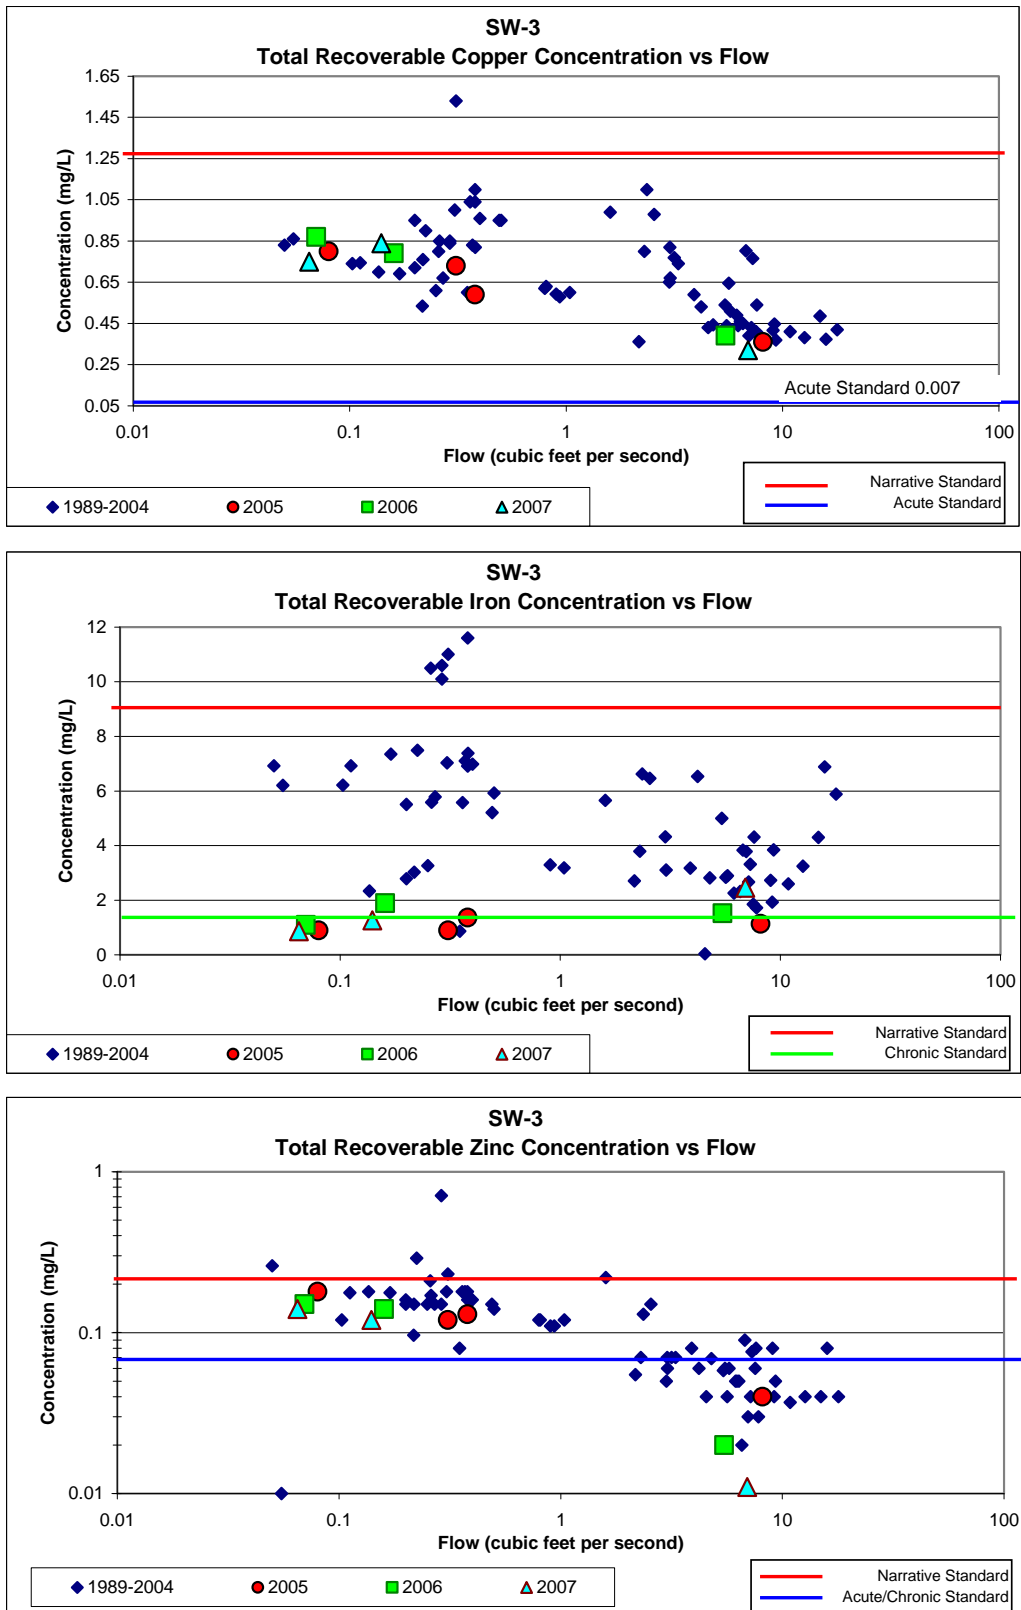 SW-3
Total Recoverable Copper Concentration vs Flow
Concentration (mg/L)
1.65
1.45
1.25
1.05
0.85
0.65
0.45
0.25
0.05
Acute Standard 0.007
0.01 0.1 1 10 100
Flow (cubic feet per second)
1989-2004 2005 2006 2007
Narrative Standard
Acute Standard
SW-3
Total Recoverable Iron Concentration vs Flow
Concentration (mg/L)
12
10
8
6
4
2
0
0.01 0.1 1 10 100
Flow (cubic feet per second)
1989-2004 2005 2006 2007
Narrative Standard
Chronic Standard
SW-3
Total Recoverable Zinc Concentration vs Flow
Concentration (mg/L)
1
0.1
0.01
0.01 0.1 1 10 100
Flow (cubic feet per second)
1989-2004 2005 2006 2007
Narrative Standard
Acute/Chronic Standard